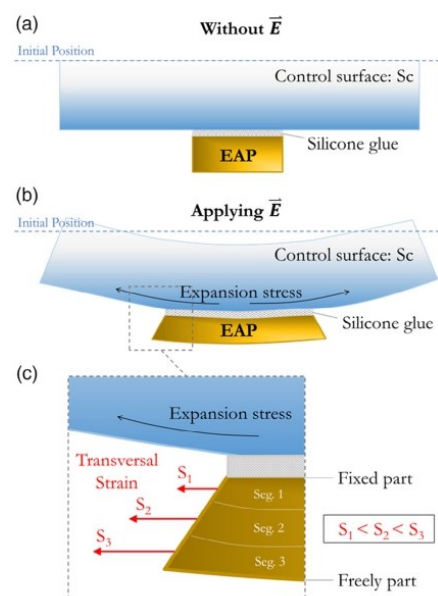 (a)
Without E⃗
Initial Position
Control surface: Sc
Silicone glue
EAP
(b)
Applying E⃗
Initial Position
Control surface: Sc
Expansion stress
Silicone glue
EAP
(c)
Expansion stress
Transversal
Strain
S₁
S₂
S₃
Seg. 1
Seg. 2
Seg. 3
Fixed part
S₁ < S₂ < S₃
Freely part